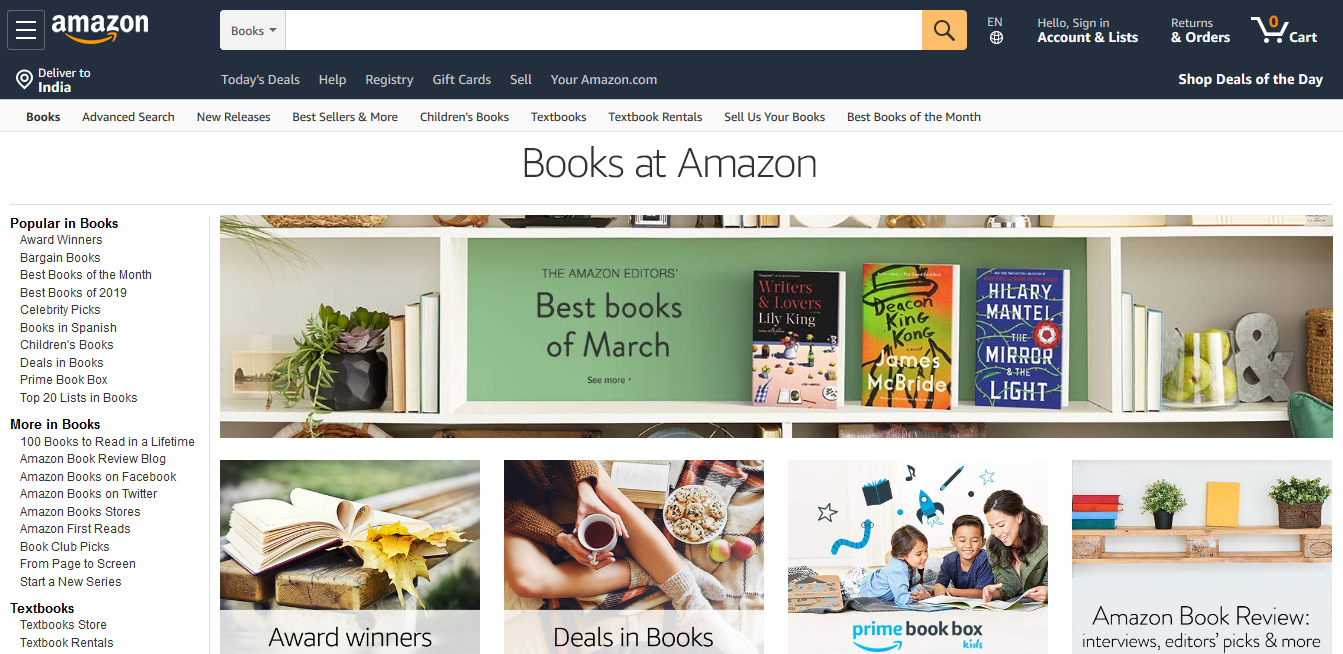 amazon
Books
EN
Hello, Sign in
Account & Lists
Returns
& Orders
0
Cart
Deliver to
India
Today's Deals
Help
Registry
Gift Cards
Sell
Your Amazon.com
Shop Deals of the Day
Books
Advanced Search
New Releases
Best Sellers & More
Children's Books
Textbooks
Textbook Rentals
Sell Us Your Books
Best Books of the Month
Books at Amazon
Popular in Books
Award Winners
Bargain Books
Best Books of the Month
Best Books of 2019
Celebrity Picks
Books in Spanish
Children's Books
Deals in Books
Prime Book Box
Top 20 Lists in Books
More in Books
100 Books to Read in a Lifetime
Amazon Book Review Blog
Amazon Books on Facebook
Amazon Books on Twitter
Amazon Books Stores
Amazon First Reads
Book Club Picks
From Page to Screen
Start a New Series
Textbooks
Textbooks Store
Textbook Rentals
THE AMAZON EDITORS'
Best books
of March
See more
Writers
& Lovers
Lily King
Deacon
King
Kong
James
McBride
HILARY
MANTEL
THE
MIRROR
& THE
LIGHT
&
Award winners
Deals in Books
prime book box
kids
Amazon Book Review:
interviews, editors' picks & more